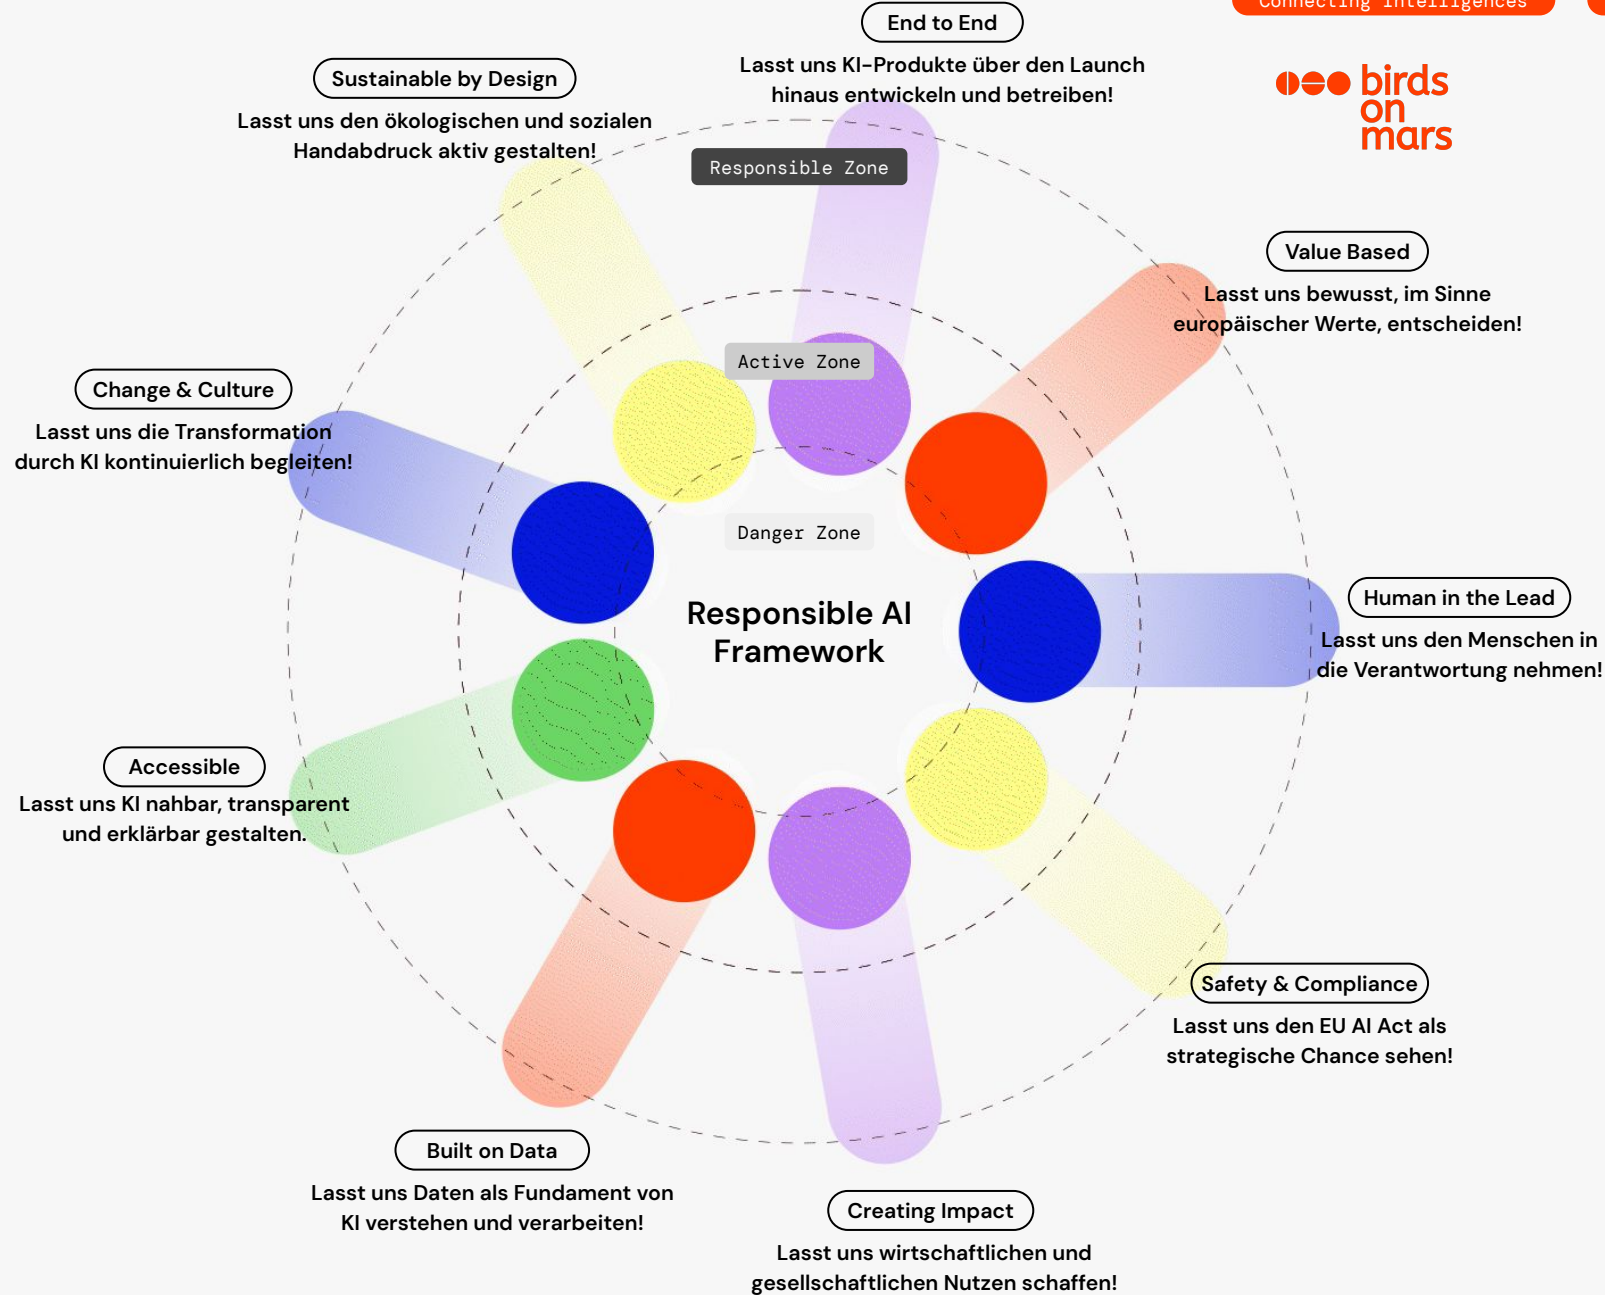 Connecting Intelligences
birds
on
mars
End to End
Lasst uns KI-Produkte über den Launch
hinaus entwickeln und betreiben!
Sustainable by Design
Lasst uns den ökologischen und sozialen
Handabdruck aktiv gestalten!
Responsible Zone
Value Based
Lasst uns bewusst, im Sinne
europäischer Werte, entscheiden!
Active Zone
Change & Culture
Lasst uns die Transformation
durch KI kontinuierlich begleiten!
Danger Zone
Responsible AI
Framework
Human in the Lead
Lasst uns den Menschen in
die Verantwortung nehmen!
Accessible
Lasst uns KI nahbar, transparent
und erklärbar gestalten.
Safety & Compliance
Lasst uns den EU AI Act als
strategische Chance sehen!
Built on Data
Lasst uns Daten als Fundament von
KI verstehen und verarbeiten!
Creating Impact
Lasst uns wirtschaftlichen und
gesellschaftlichen Nutzen schaffen!